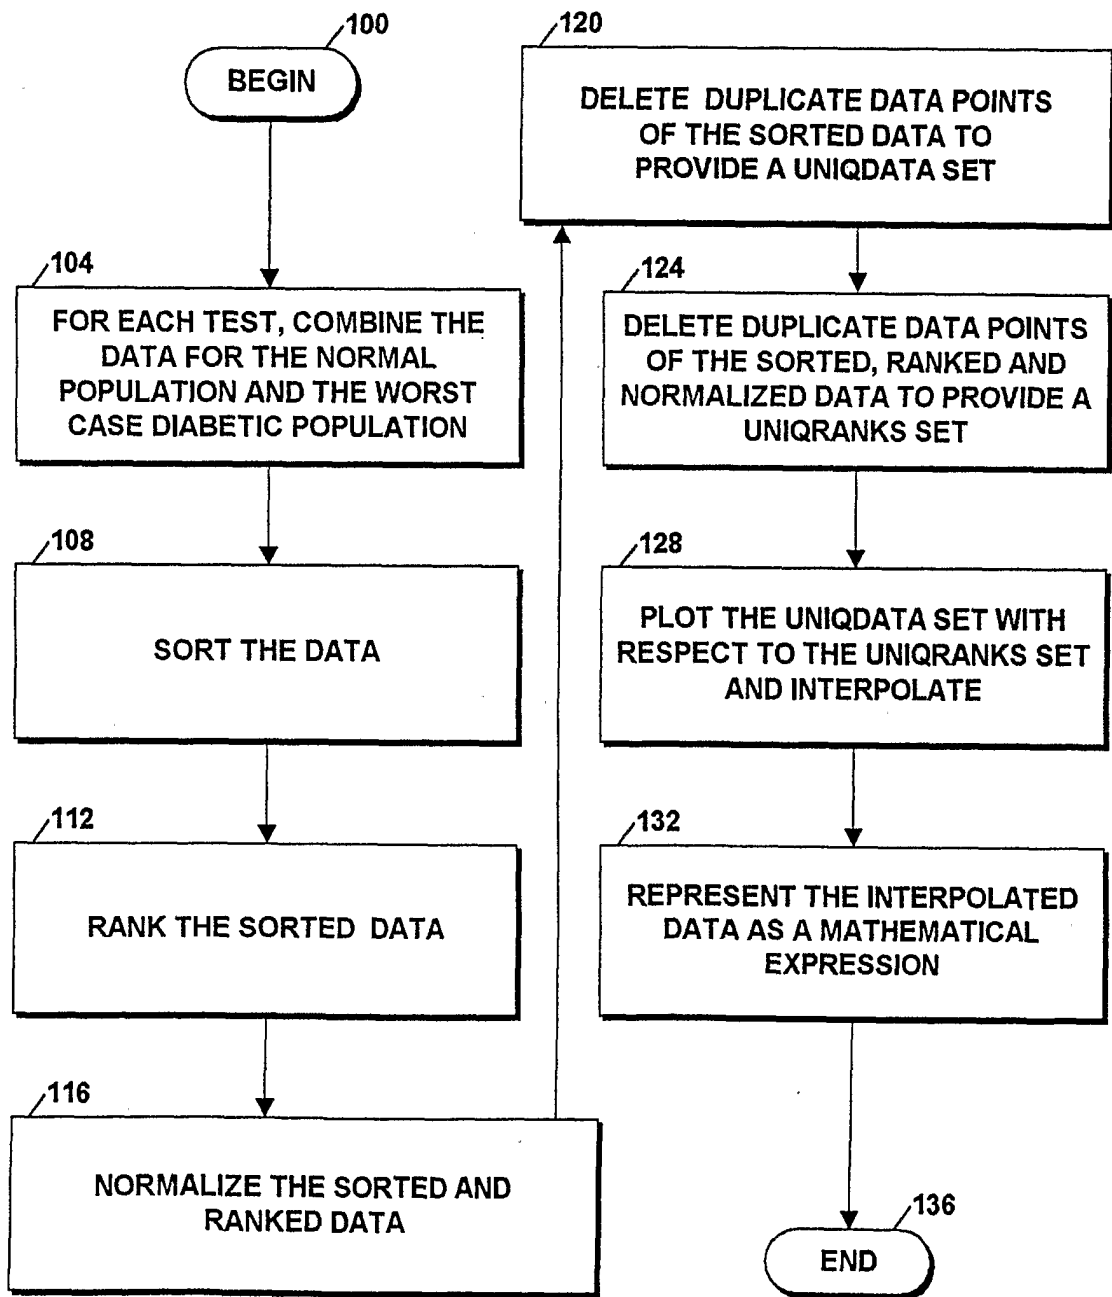 100
BEGIN
104
FOR EACH TEST, COMBINE THE
DATA FOR THE NORMAL
POPULATION AND THE WORST
CASE DIABETIC POPULATION
108
SORT THE DATA
112
RANK THE SORTED DATA
116
NORMALIZE THE SORTED AND
RANKED DATA
120
DELETE DUPLICATE DATA POINTS
OF THE SORTED DATA TO
PROVIDE A UNIQDATA SET
124
DELETE DUPLICATE DATA POINTS
OF THE SORTED, RANKED AND
NORMALIZED DATA TO PROVIDE A
UNIQRANKS SET
128
PLOT THE UNIQDATA SET WITH
RESPECT TO THE UNIQRANKS SET
AND INTERPOLATE
132
REPRESENT THE INTERPOLATED
DATA AS A MATHEMATICAL
EXPRESSION
136
END